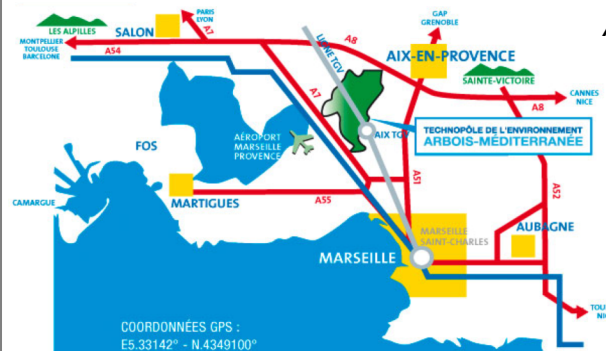 PARIS
LYON
GAP
GRENOBLE
LES ALPILLES
SALON
A7
A8
LIGNE TGV
AIX-EN-PROVENCE
MONTPELLIER
TOULOUSE
BARCELONE
A54
SAINTE-VICTOIRE
CANNES
NICE
A7
A8
TECHNOPÔLE DE L'ENVIRONNEMENT
ARBOIS-MÉDITERRANÉE
AIX TGV
AÉROPORT
MARSEILLE
PROVENCE
FOS
A51
A52
CAMARGUE
MARTIGUES
A55
MARSEILLE
SAINT-CHARLES
AUBAGNE
MARSEILLE
COORDONNÉES GPS :
E5.33142° - N.4349100°